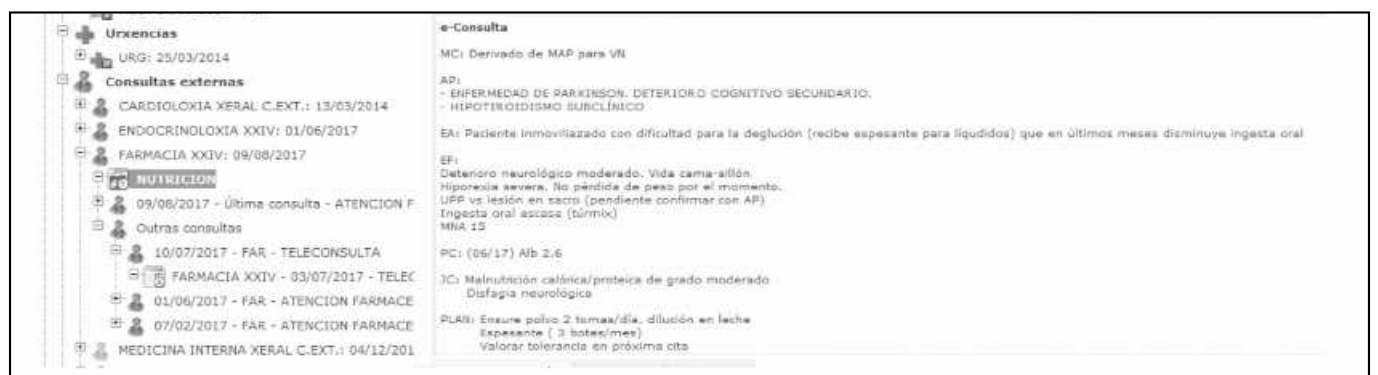 Urxencias
URG: 25/03/2014
Consultas externas
CARDIOLOXIA XERAL C.EXT.: 13/03/2014
ENDOCRINOLOXIA XXIV: 01/06/2017
FARMACIA XXIV: 09/08/2017
NUTRICION
09/08/2017 - Última consulta - ATENCION F
Outras consultas
10/07/2017 - FAR - TELECONSULTA
FARMACIA XXIV - 03/07/2017 - TELEC
01/06/2017 - FAR - ATENCION FARMACE
07/02/2017 - FAR - ATENCION FARMACE
MEDICINA INTERNA XERAL C.EXT.: 04/12/201
e-Consulta
MC: Derivado de MAP para VN
AP:
- ENFERMEDAD DE PARKINSON. DETERIORO COGNITIVO SECUNDARIO.
- HIPOTIROIDISMO SUBCLÍNICO
EA: Paciente inmoviliazado con dificultad para la deglución (recibe espesante para líqudidos) que en últimos meses disminuye ingesta oral
EF:
Deterioro neurológico moderado. Vida cama-sillón.
Hiporexia severa. No pérdida de peso por el momento.
UPP vs lesión en sacro (pendiente confirmar con AP)
Ingesta oral escasa (túrmix)
MNA 15
PC: (06/17) Alb 2.6
JC: Malnutrición calórica/proteica de grado moderado
Disfagia neurológica
PLAN: Ensure polvo 2 tomas/día, dilución en leche
Espesante ( 3 botes/mes)
Valorar tolerancia en próxima cita